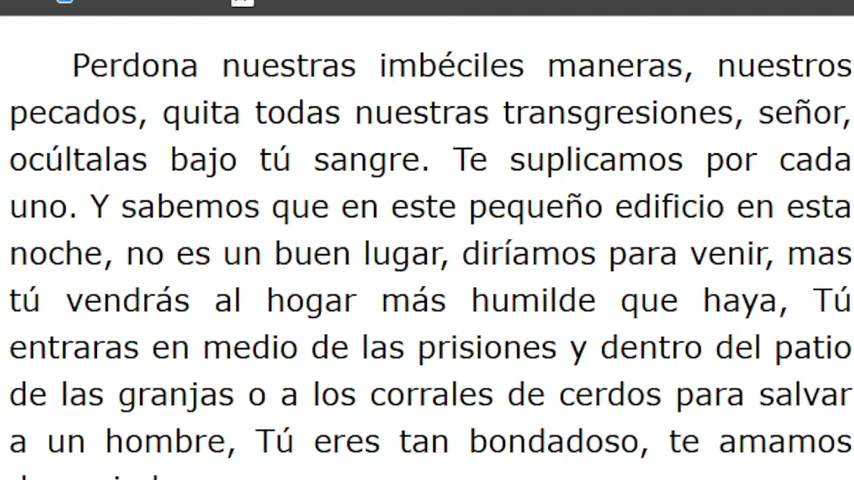 Perdona nuestras imbéciles maneras, nuestros
pecados, quita todas nuestras transgresiones, señor,
ocúltalas bajo tú sangre. Te suplicamos por cada
uno. Y sabemos que en este pequeño edificio en esta
noche, no es un buen lugar, diríamos para venir, mas
tú vendrás al hogar más humilde que haya, Tú
entraras en medio de las prisiones y dentro del patio
de las granjas o a los corrales de cerdos para salvar
a un hombre, Tú eres tan bondadoso, te amamos